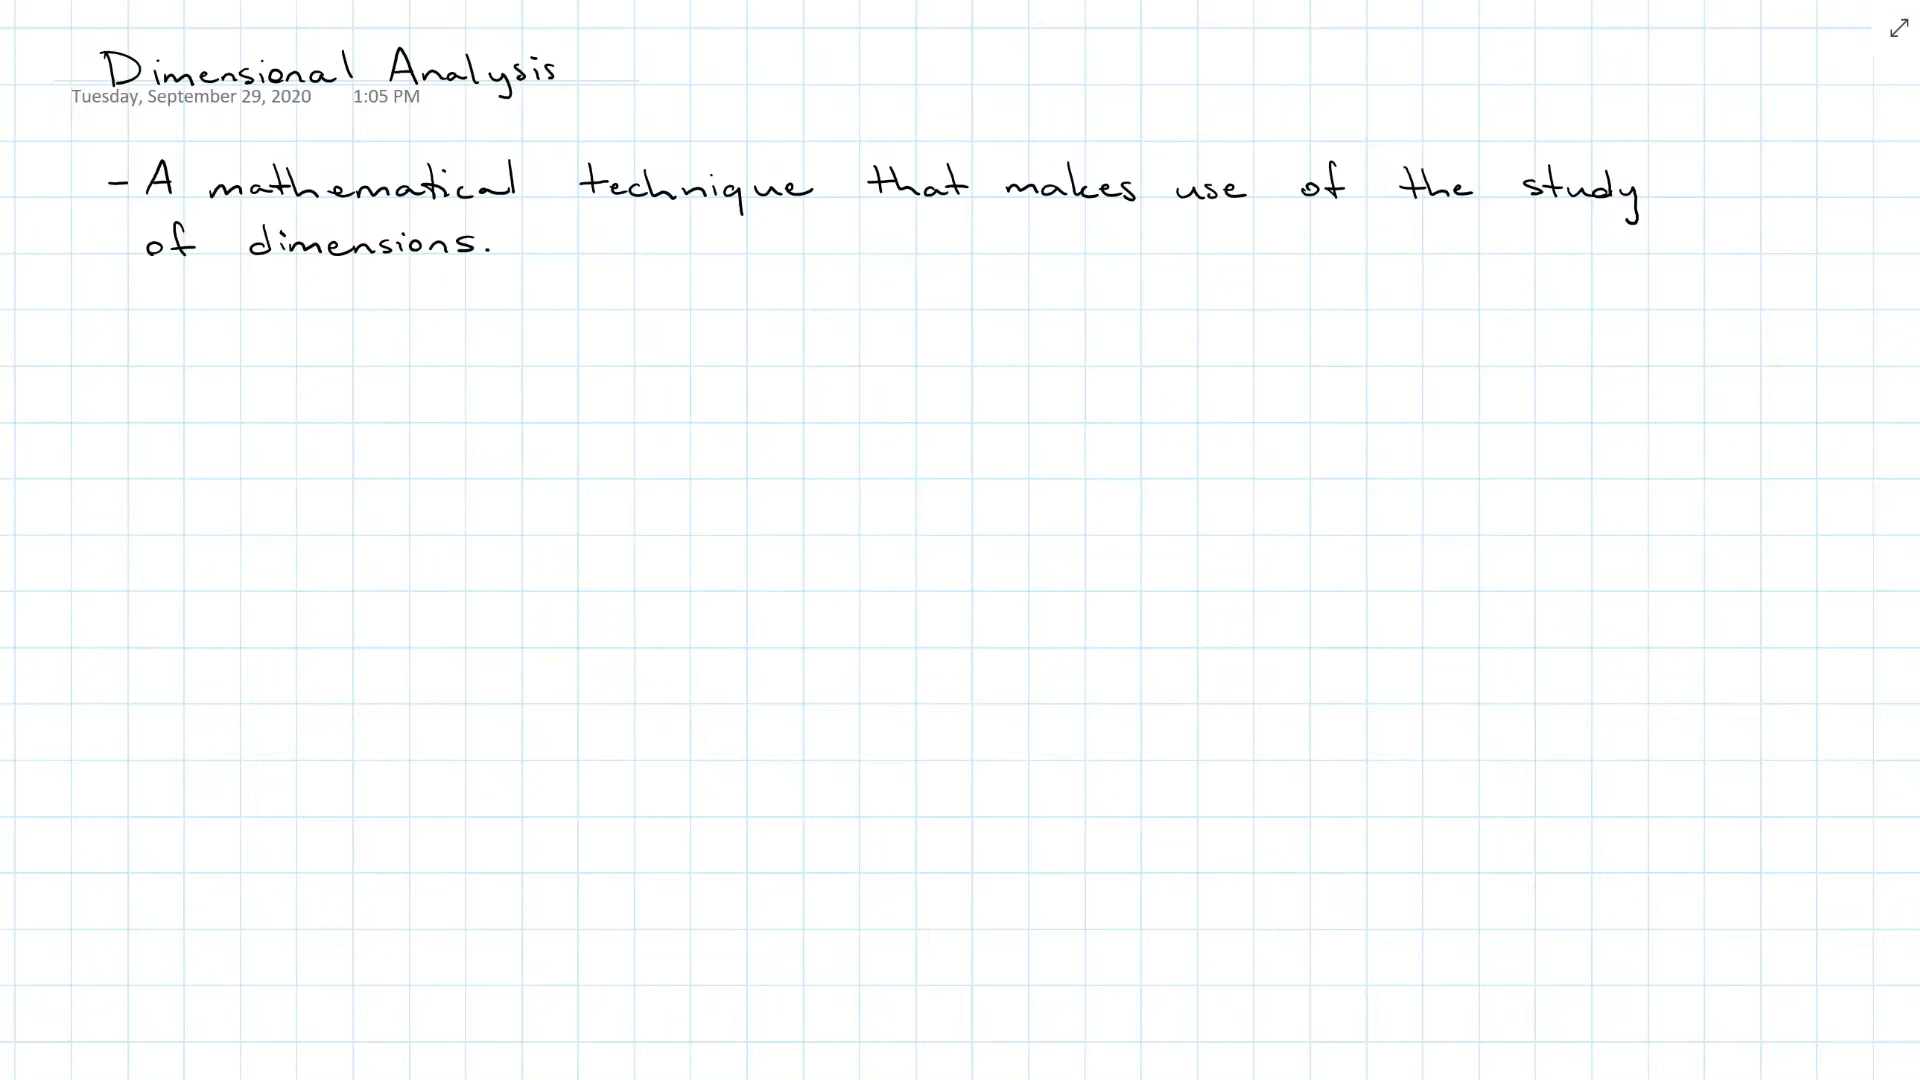 Dimensional Analysis
Tuesday, September 29, 2020 1:05 PM
- A mathematical technique that makes use of the study
of dimensions.